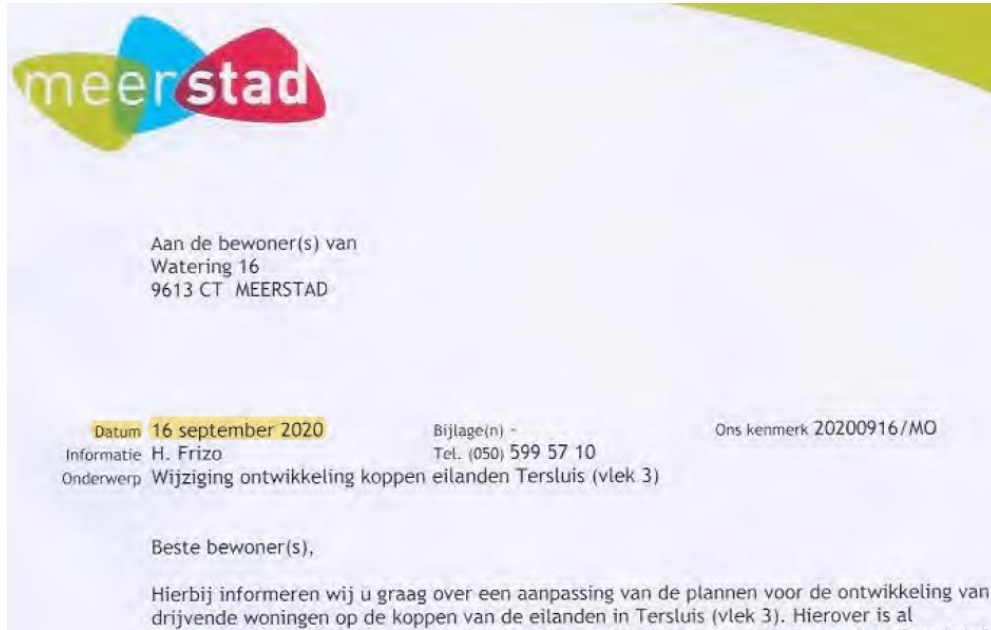 meerstad
Aan de bewoner(s) van
Watering 16
9613 CT MEERSTAD
Datum 16 september 2020 Bijlage(n) - Ons kenmerk 20200916/MO
Informatie H. Frizo Tel. (050) 599 57 10
Onderwerp Wijziging ontwikkeling koppen eilanden Tersluis (vlek 3)
Beste bewoner(s),
Hierbij informeren wij u graag over een aanpassing van de plannen voor de ontwikkeling van
drijvende woningen op de koppen van de eilanden in Tersluis (vlek 3). Hierover is al